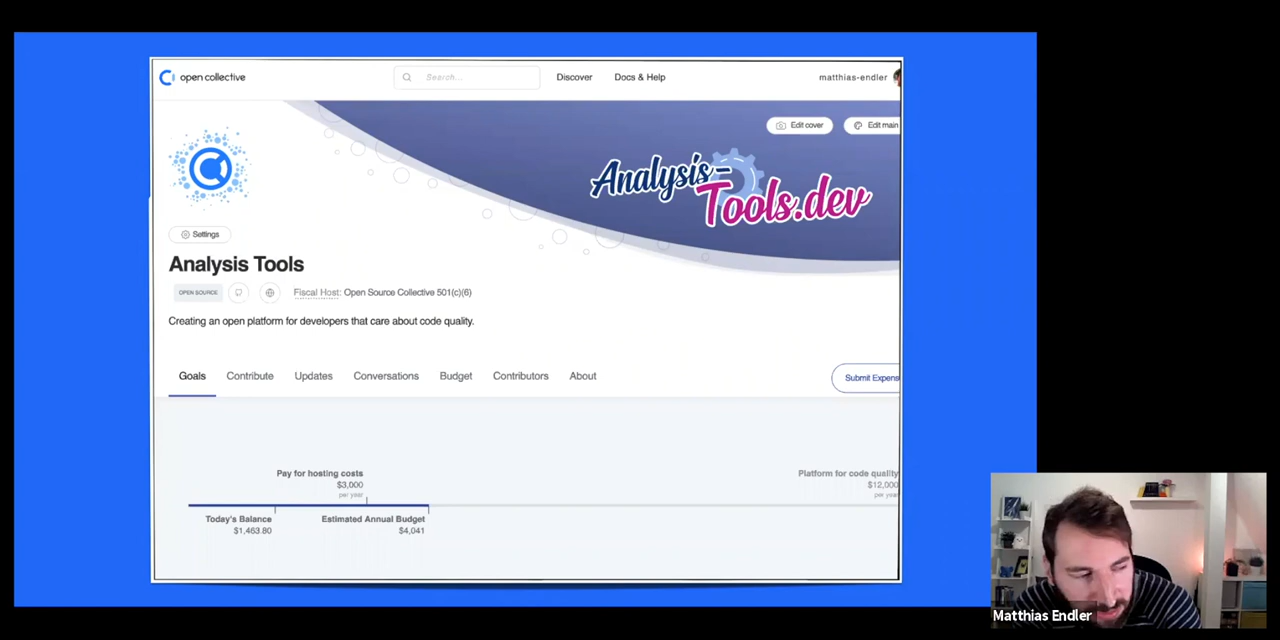 open collective
Search...
Discover
Docs & Help
matthias-endler
Edit cover
Edit main
Analysis-
Tools.dev
Settings
Analysis Tools
OPEN SOURCE
Fiscal Host: Open Source Collective 501(c)(6)
Creating an open platform for developers that care about code quality.
Goals
Contribute
Updates
Conversations
Budget
Contributors
About
Submit Expens
Pay for hosting costs
$3,000
per year
Platform for code quality
$12,000
per year
Today's Balance
$1,463.80
Estimated Annual Budget
$4,041
Matthias Endler